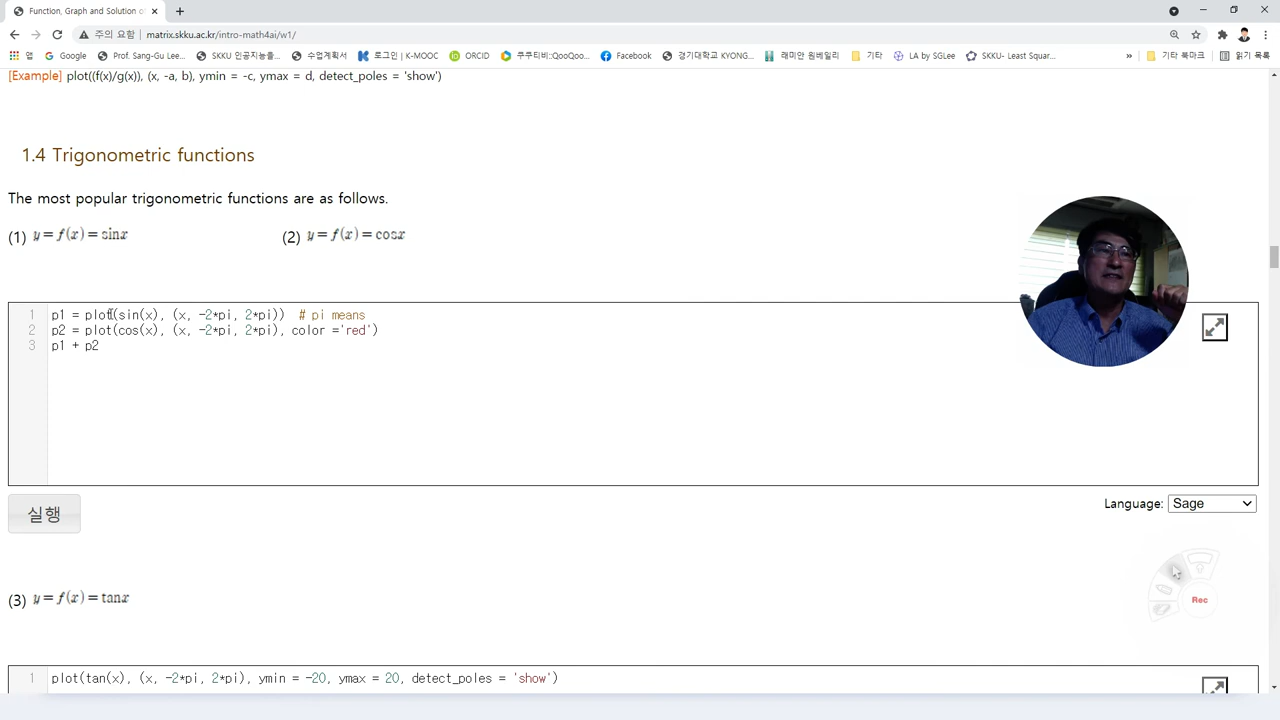 Function, Graph and Solution o
주의 요함 | matrix.skku.ac.kr/intro-math4ai/w1/
앱 Google Prof. Sang-Gu Lee... SKKU 인공지능을... 수업계획서 로그인 | K-MOOC ORCID 쿠쿠티비::QooQoo... Facebook 경기대학교 KYONG... 래미안 원베일리 기타 LA by SGLee SKKU- Least Squar... » 기타 북마크 읽기 목록
[Example] plot((f(x)/g(x)), (x, -a, b), ymin = -c, ymax = d, detect_poles = 'show')
1.4 Trigonometric functions
The most popular trigonometric functions are as follows.
(1) y = f(x) = sinx (2) y = f(x) = cosx
1 p1 = plot(sin(x), (x, -2*pi, 2*pi)) # pi means
2 p2 = plot(cos(x), (x, -2*pi, 2*pi), color ='red')
3 p1 + p2
실행
Language: Sage
Rec
(3) y = f(x) = tanx
1 plot(tan(x), (x, -2*pi, 2*pi), ymin = -20, ymax = 20, detect_poles = 'show')